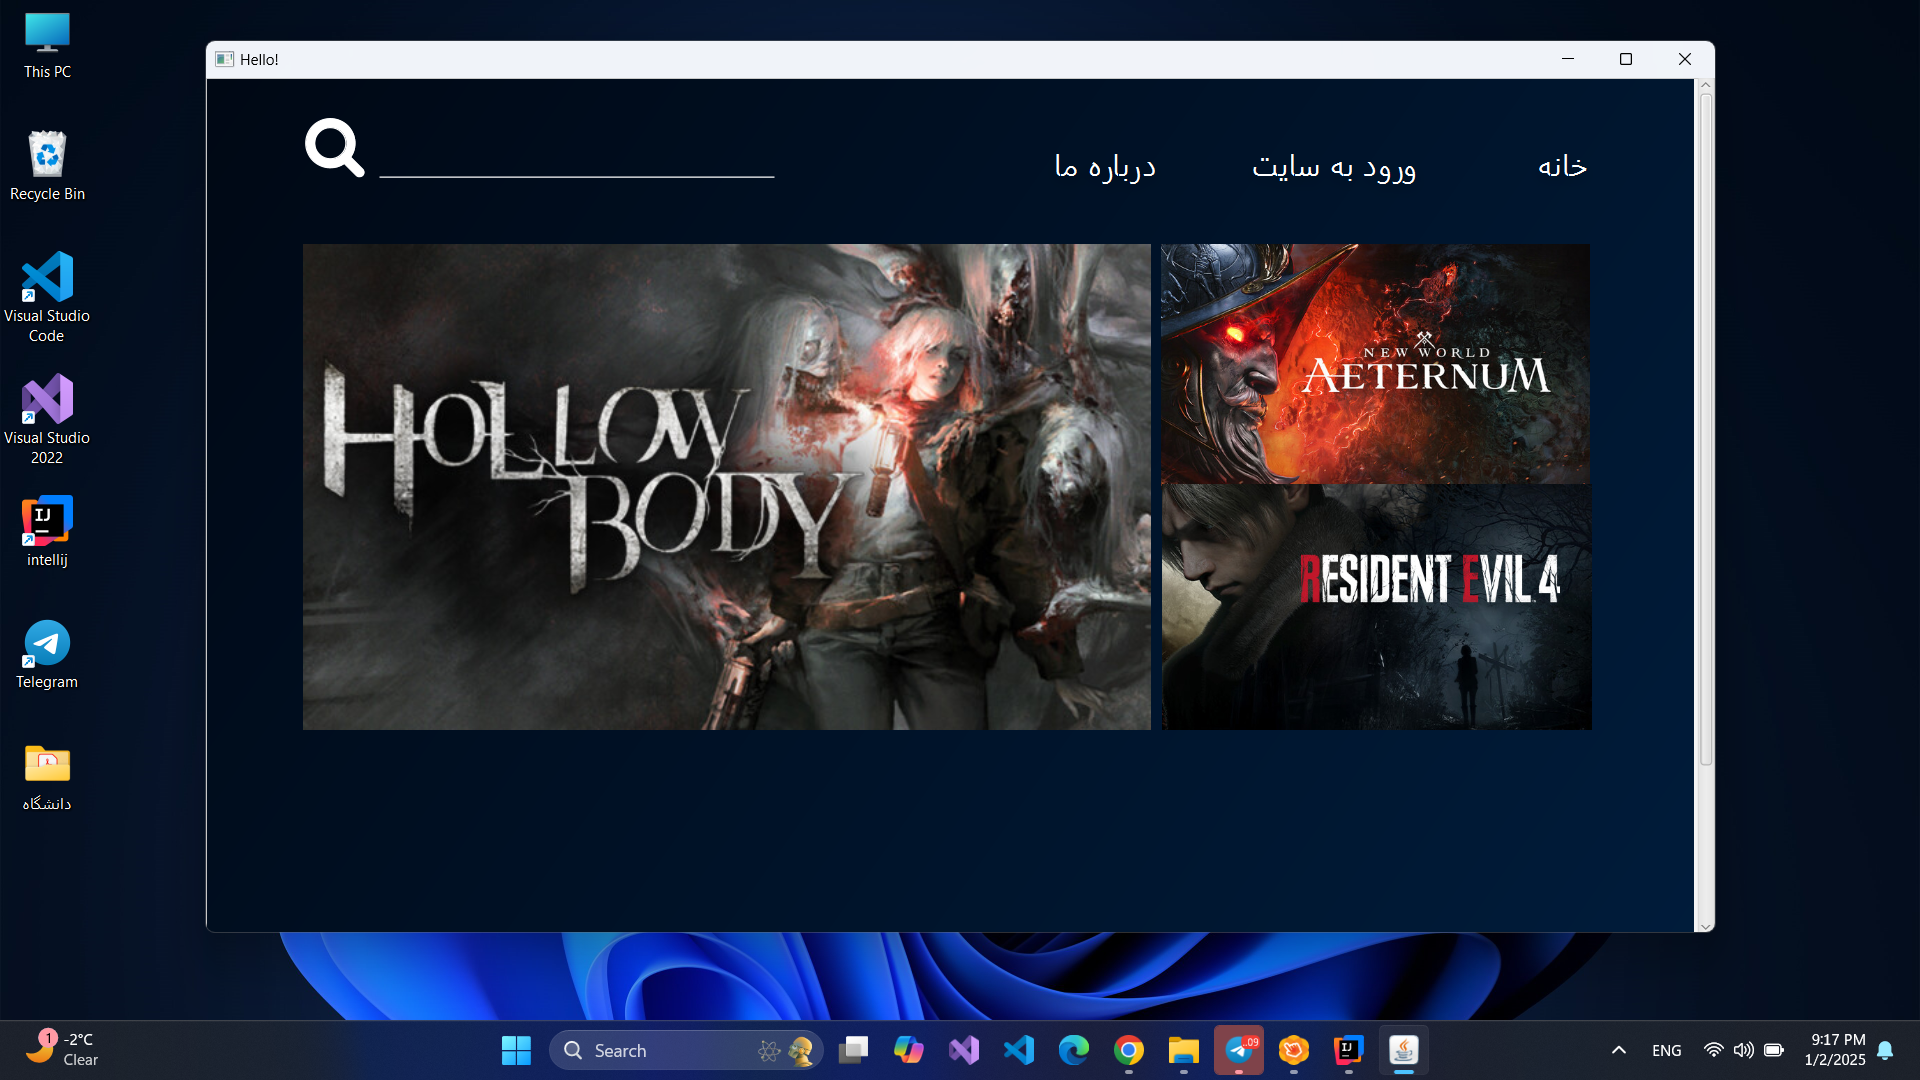 This PC
Recycle Bin
Visual Studio
Code
Visual Studio
2022
IJ
intellij
Telegram
دانشگاه
Hello!
خانه
ورود به سایت
درباره ما
HOLLOW
BODY
NEW WORLD
AETERNUM
RESIDENT EVIL 4
1
-2°C
Clear
Search
..09
IJ
ENG
9:17 PM
1/2/2025